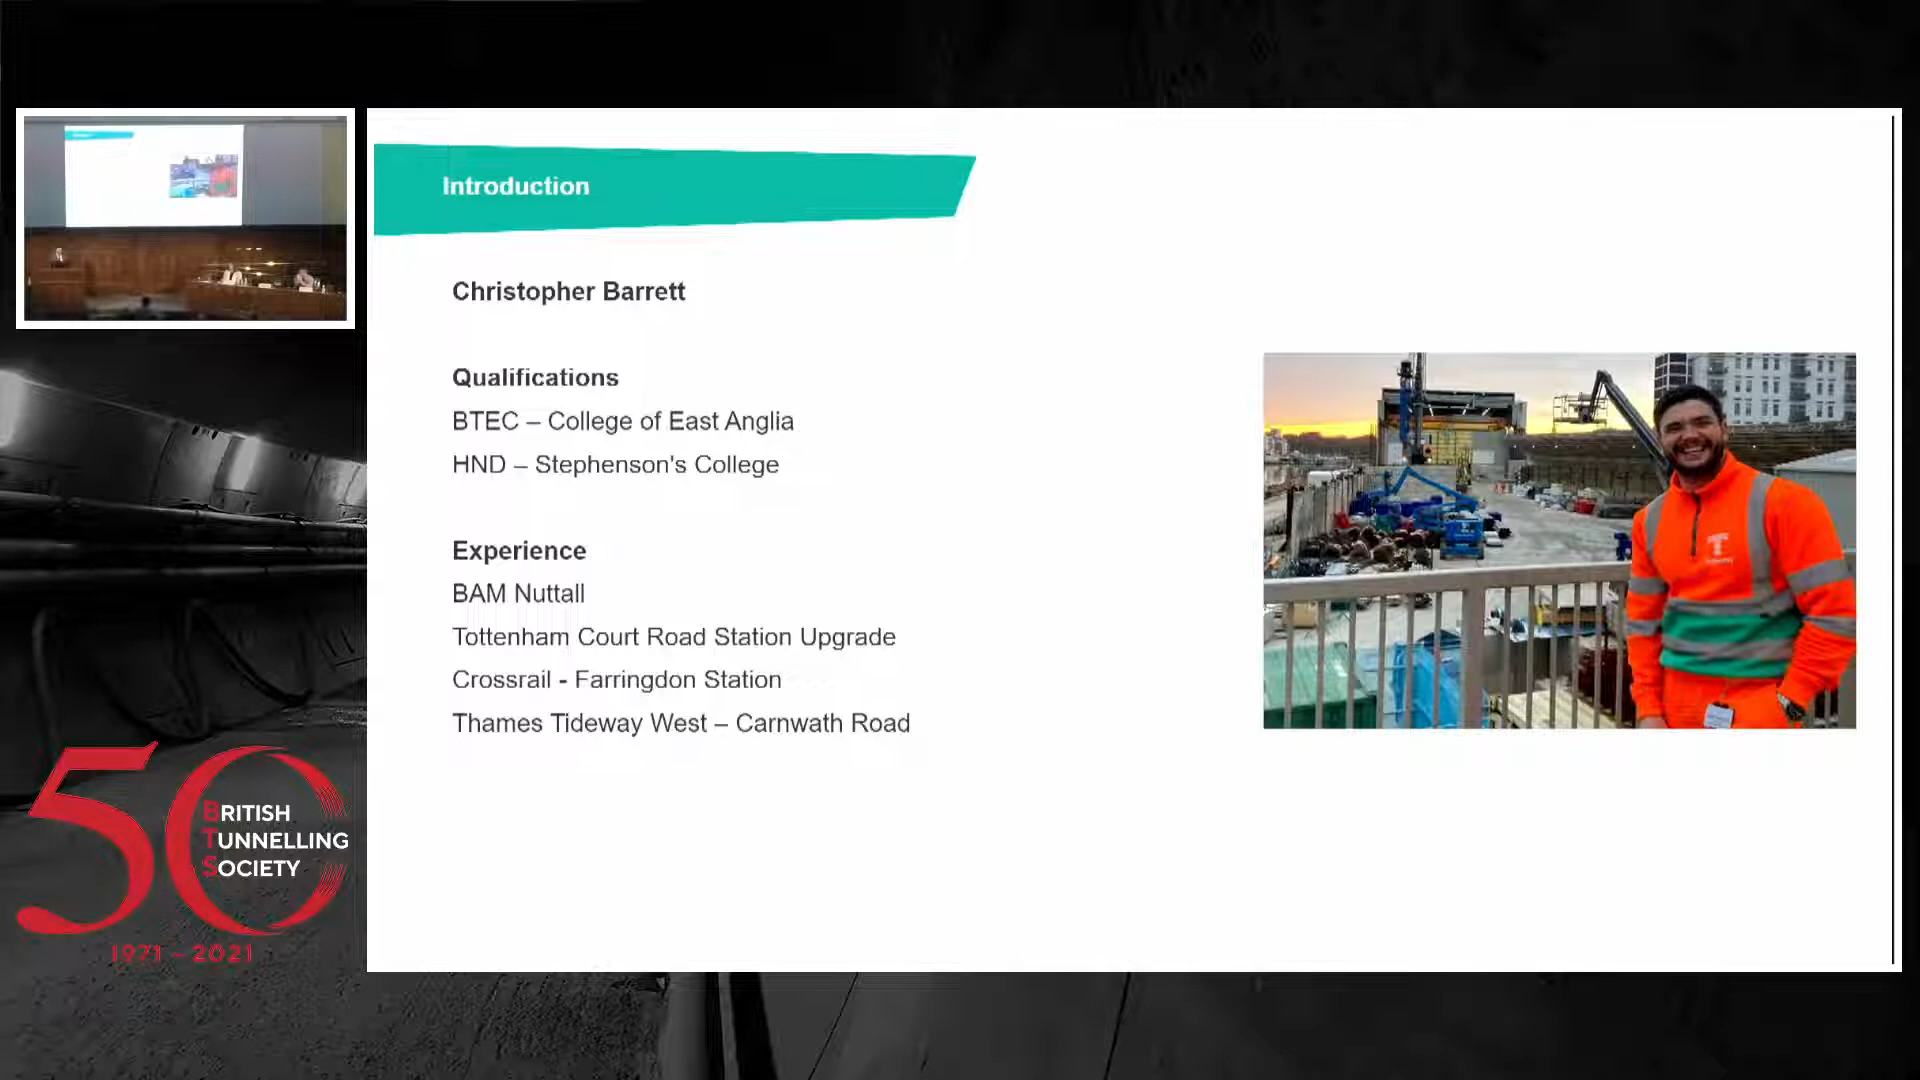 Introduction
Christopher Barrett
Qualifications
BTEC – College of East Anglia
HND – Stephenson's College
Experience
BAM Nuttall
Tottenham Court Road Station Upgrade
Crossrail - Farringdon Station
Thames Tideway West – Carnwath Road
50
BRITISH
TUNNELLING
SOCIETY
1971 – 2021